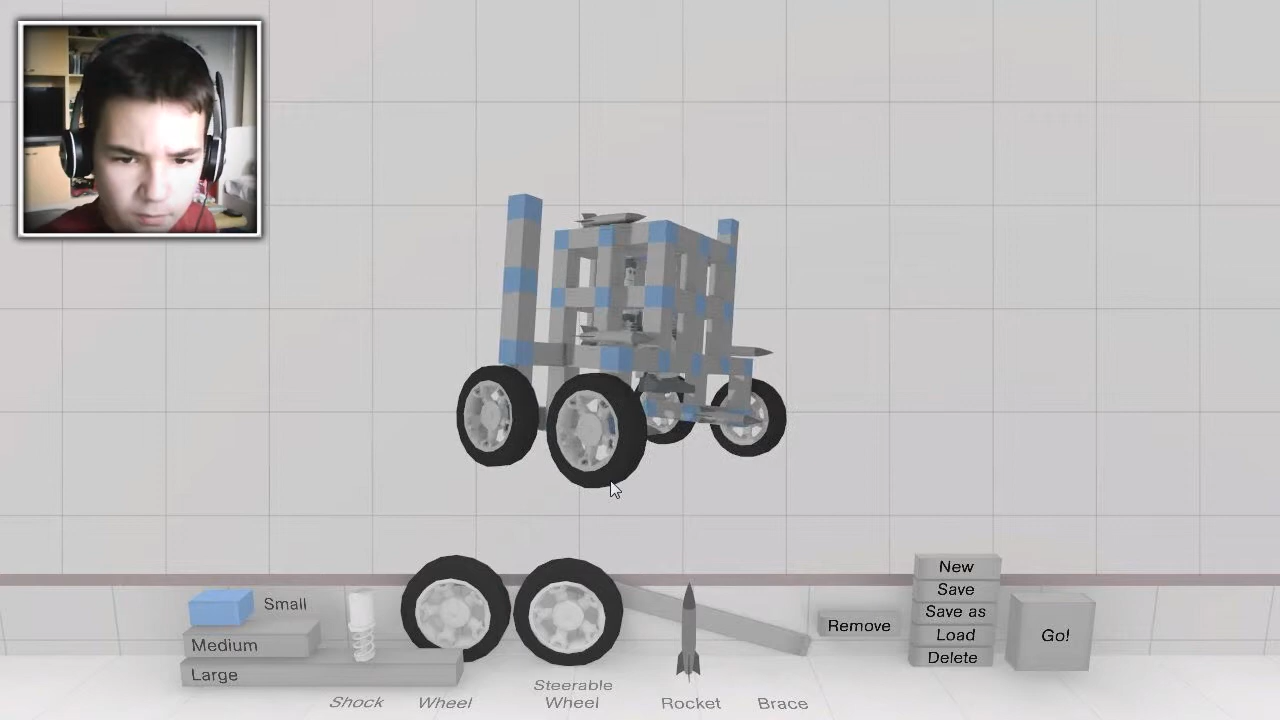 Small
Medium
Large
Shock
Wheel
Steerable
Wheel
Rocket
Brace
Remove
New
Save
Save as
Load
Delete
Go!